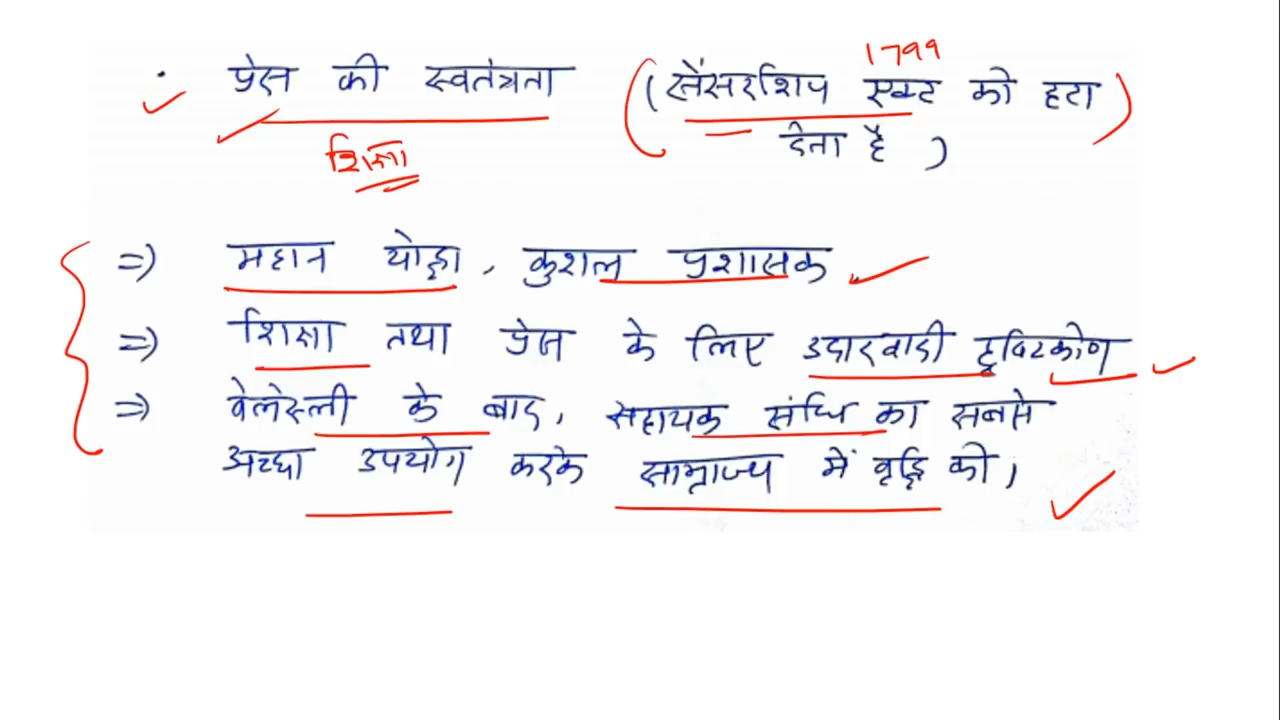 1799
• प्रेस की स्वतंत्रता (सेंसरशिप एक्ट को हटा
देता है)
शिक्षा
=> महान योद्धा, कुशल प्रशासक
=> शिक्षा तथा प्रेस के लिए उदारवादी दृष्टिकोण
=> वेलेस्ली के बाद, सहायक संधि का सबसे
अच्छा उपयोग करके साम्राज्य में वृद्धि की,